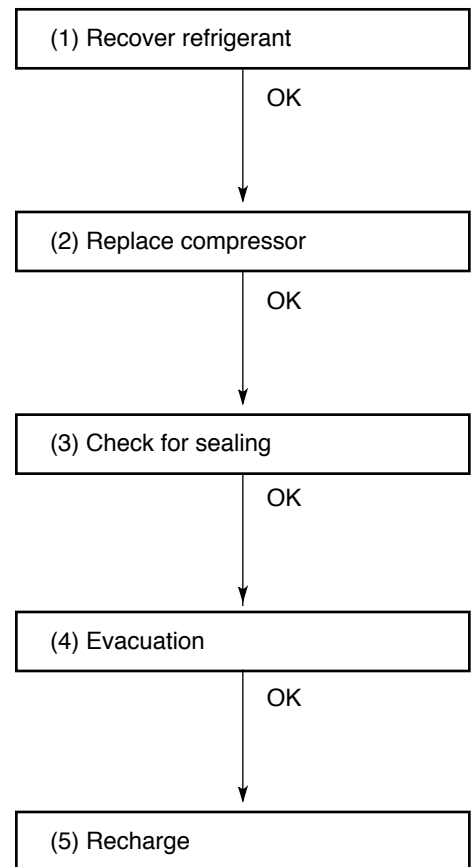 (1) Recover refrigerant
OK
(2) Replace compressor
OK
(3) Check for sealing
OK
(4) Evacuation
OK
(5) Recharge